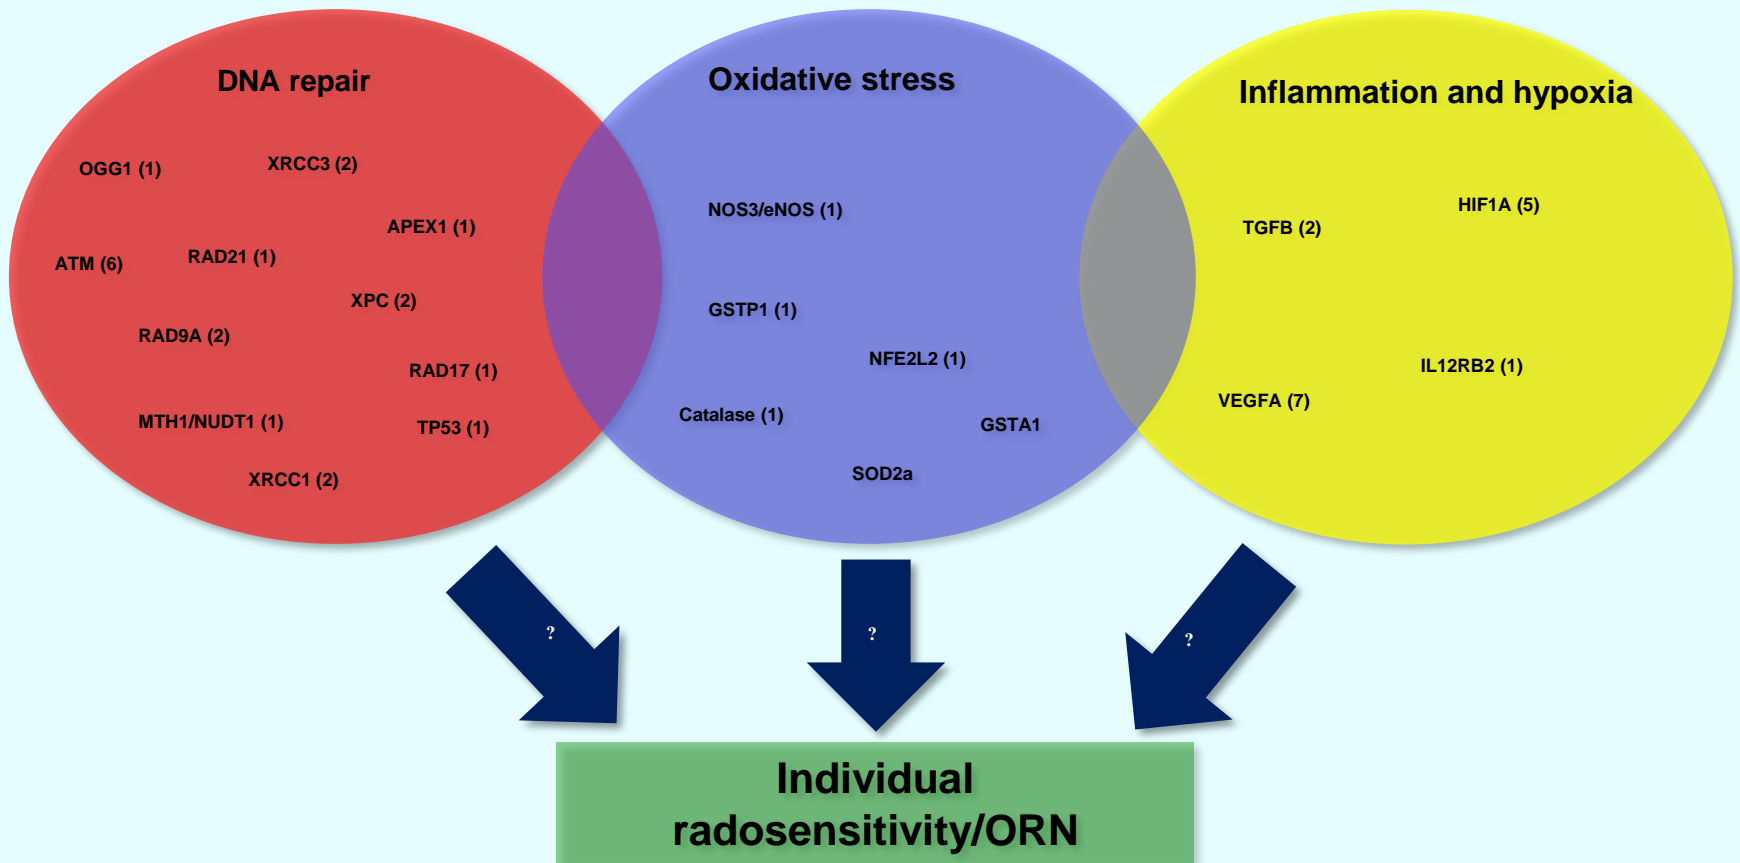 DNA repair
OGG1 (1)
XRCC3 (2)
APEX1 (1)
ATM (6)
RAD21 (1)
XPC (2)
RAD9A (2)
RAD17 (1)
MTH1/NUDT1 (1)
TP53 (1)
XRCC1 (2)
Oxidative stress
NOS3/eNOS (1)
GSTP1 (1)
NFE2L2 (1)
Catalase (1)
GSTA1
SOD2a
Inflammation and hypoxia
HIF1A (5)
TGFB (2)
IL12RB2 (1)
VEGFA (7)
?
?
?
Individual
radosensitivity/ORN